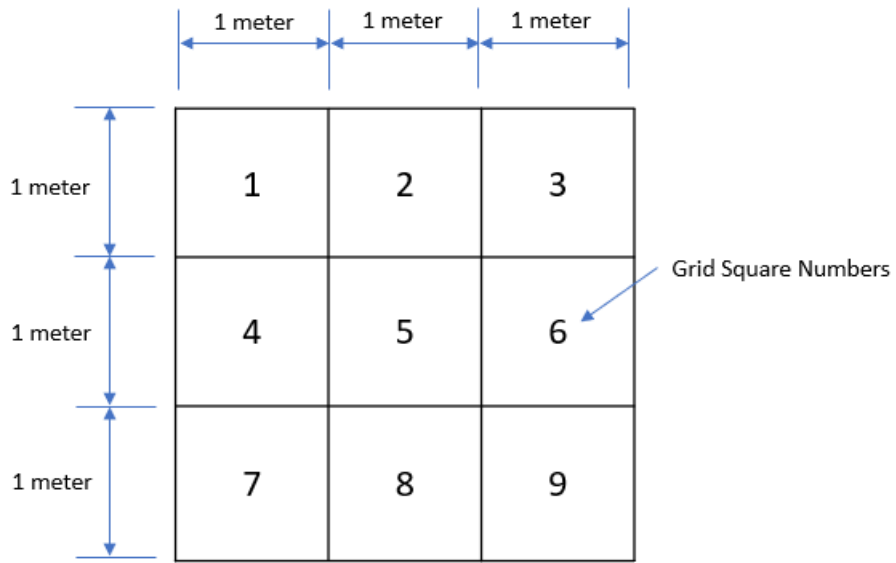 1 meter 1 meter 1 meter
1 meter 1 2 3
Grid Square Numbers
1 meter 4 5 6
1 meter 7 8 9